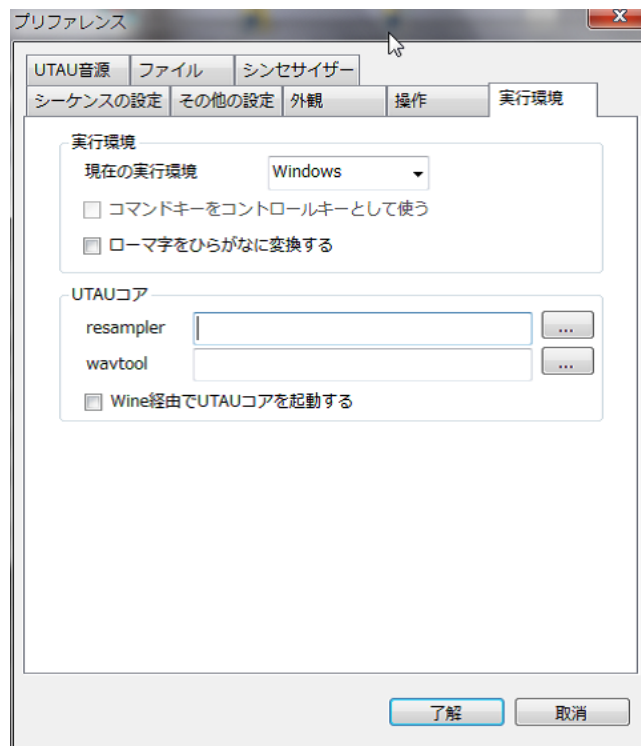 プリファレンス
UTAU音源 ファイル シンセサイザー
シーケンスの設定 その他の設定 外観 操作 実行環境
実行環境
現在の実行環境 Windows
コマンドキーをコントロールキーとして使う
ローマ字をひらがなに変換する
UTAUコア
resampler ...
wavtool ...
Wine経由でUTAUコアを起動する
了解 取消